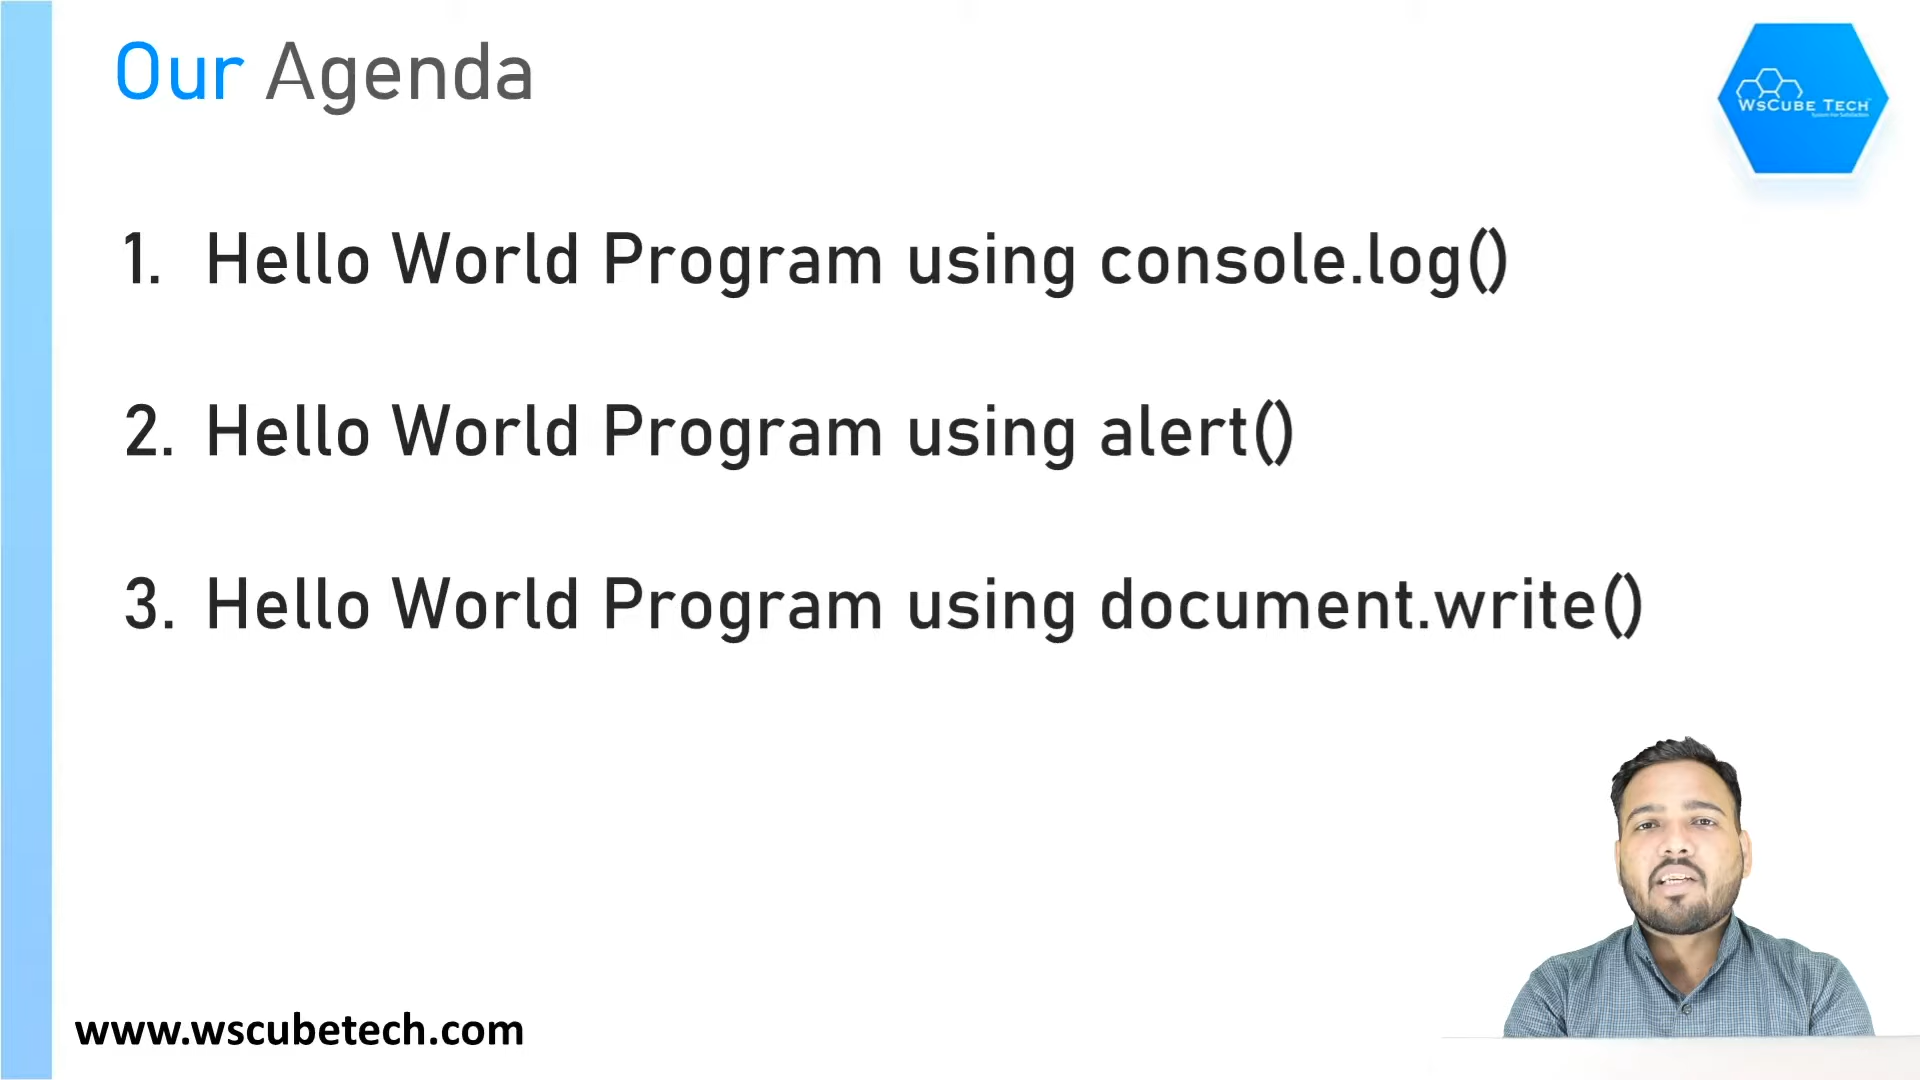 Our Agenda
WsCube Tech
1. Hello World Program using console.log()
2. Hello World Program using alert()
3. Hello World Program using document.write()
www.wscubetech.com